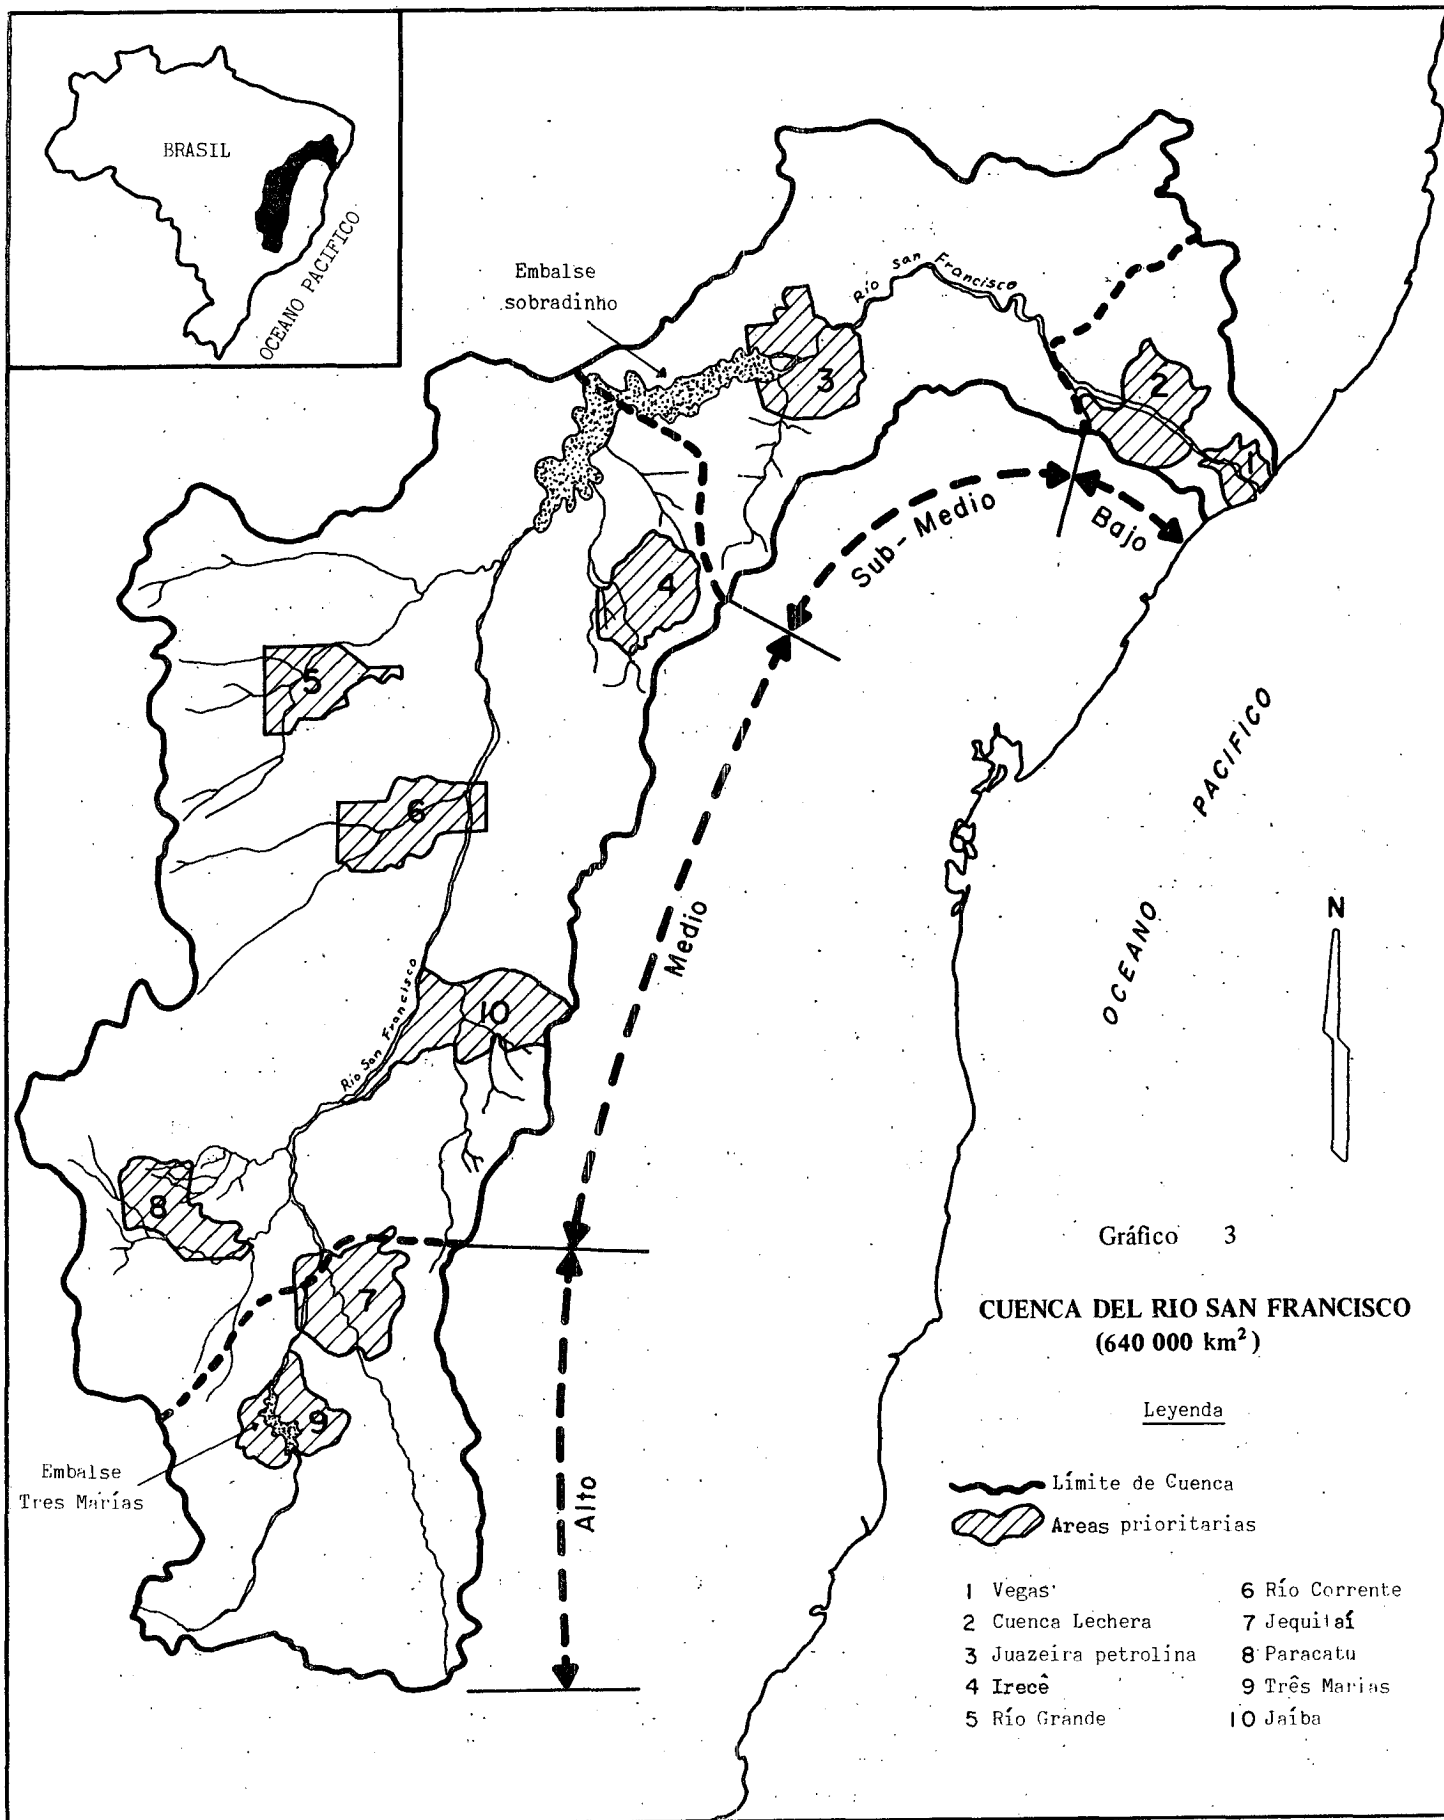 BRASIL
OCEANO PACIFICO
Embalse
sobradinho
Río San Francisco
3
2
1
4
Sub-Medio
Bajo
5
6
Medio
PACIFICO
OCEANO
N
Río San Francisco
10
8
7
9
Alto
Embalse
Tres Marías
Gráfico 3
CUENCA DEL RIO SAN FRANCISCO
(640 000 km²)
Leyenda
Límite de Cuenca
Areas prioritarias
1 Vegas
2 Cuenca Lechera
3 Juazeira petrolina
4 Irecê
5 Río Grande
6 Río Corrente
7 Jequitaí
8 Paracatu
9 Três Marias
10 Jaíba